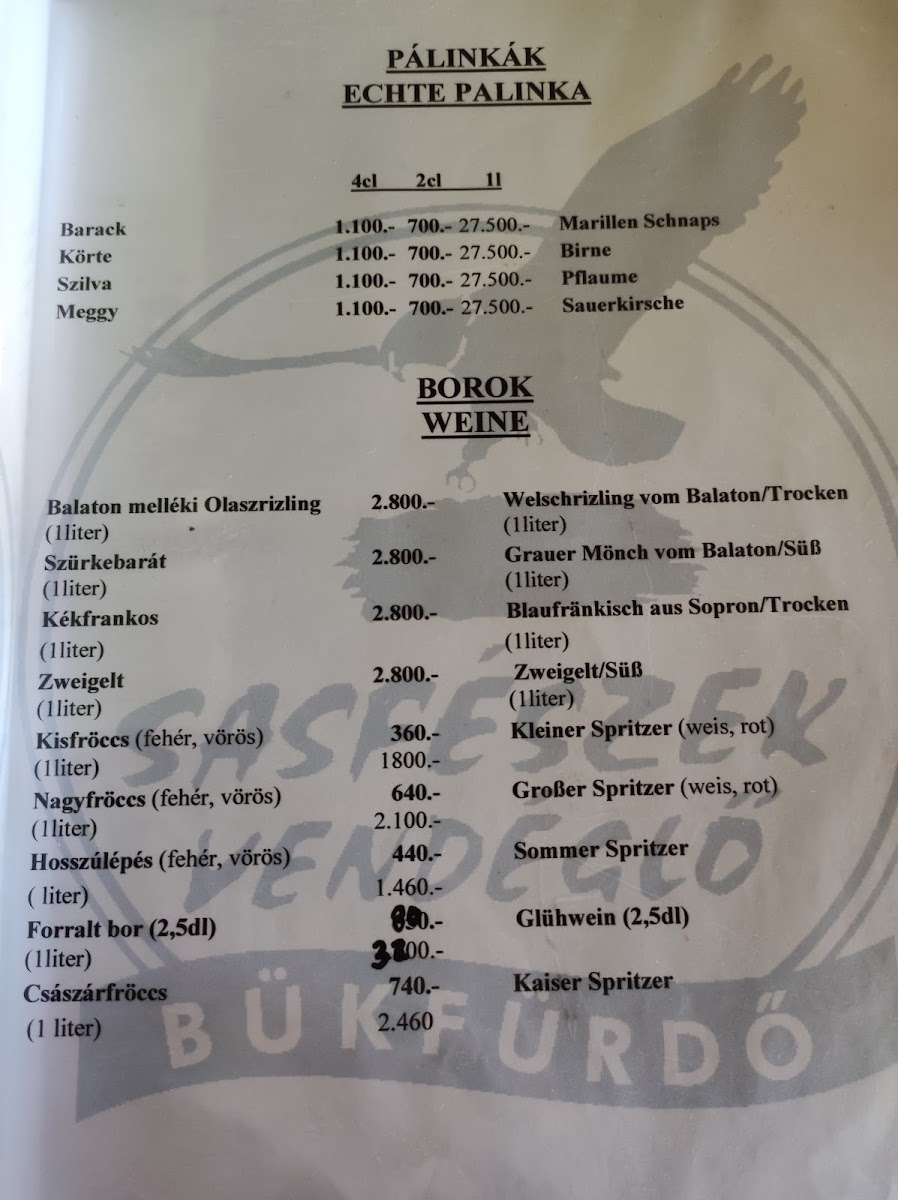 PÁLINKÁK
ECHTE PALINKA
4cl 2cl 1l
Barack 1.100.- 700.- 27.500.- Marillen Schnaps
Körte 1.100.- 700.- 27.500.- Birne
Szilva 1.100.- 700.- 27.500.- Pflaume
Meggy 1.100.- 700.- 27.500.- Sauerkirsche
BOROK
WEINE
Balaton melléki Olaszrizling 2.800.- Welschrizling vom Balaton/Trocken
(1liter) (1liter)
Szürkebarát 2.800.- Grauer Mönch vom Balaton/Süß
(1liter) (1liter)
Kékfrankos 2.800.- Blaufränkisch aus Sopron/Trocken
(1liter) (1liter)
Zweigelt 2.800.- Zweigelt/Süß
(1liter) (1liter)
Kisfröccs (fehér, vörös) 360.- Kleiner Spritzer (weis, rot)
(1liter) 1800.-
Nagyfröccs (fehér, vörös) 640.- Großer Spritzer (weis, rot)
(1liter) 2.100.-
Hosszúlépés (fehér, vörös) 440.- Sommer Spritzer
( liter) 1.460.-
Forralt bor (2,5dl) Glühwein (2,5dl)
(1liter)
Császárfröccs 740.- Kaiser Spritzer
(1 liter) 2.460
SASFÉSZEK
VENDÉGLŐ
BÜKFÜRDŐ